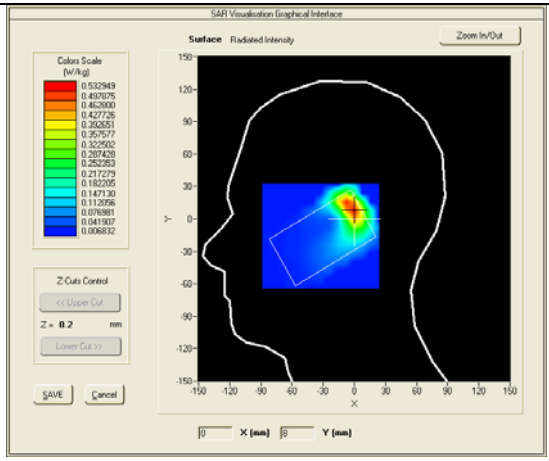 SAR Visualisation Graphical Interface
Surface Radiated Intensity
Zoom In/Out
Colors Scale
(W/kg)
0.532949
0.497875
0.462800
0.427726
0.392651
0.357577
0.322502
0.287428
0.252353
0.217279
0.182205
0.147130
0.112056
0.076981
0.041907
0.006832
Z Cuts Control
<< Upper Cut
Z = 0.2 mm
Lower Cut >>
SAVE Cancel
Y
150-
120-
90-
60-
30-
0-
-30-
-60-
-90-
-120-
-150-
-150 -120 -90 -60 -30 0 30 60 90 120 150
X
0 X (mm) 8 Y (mm)